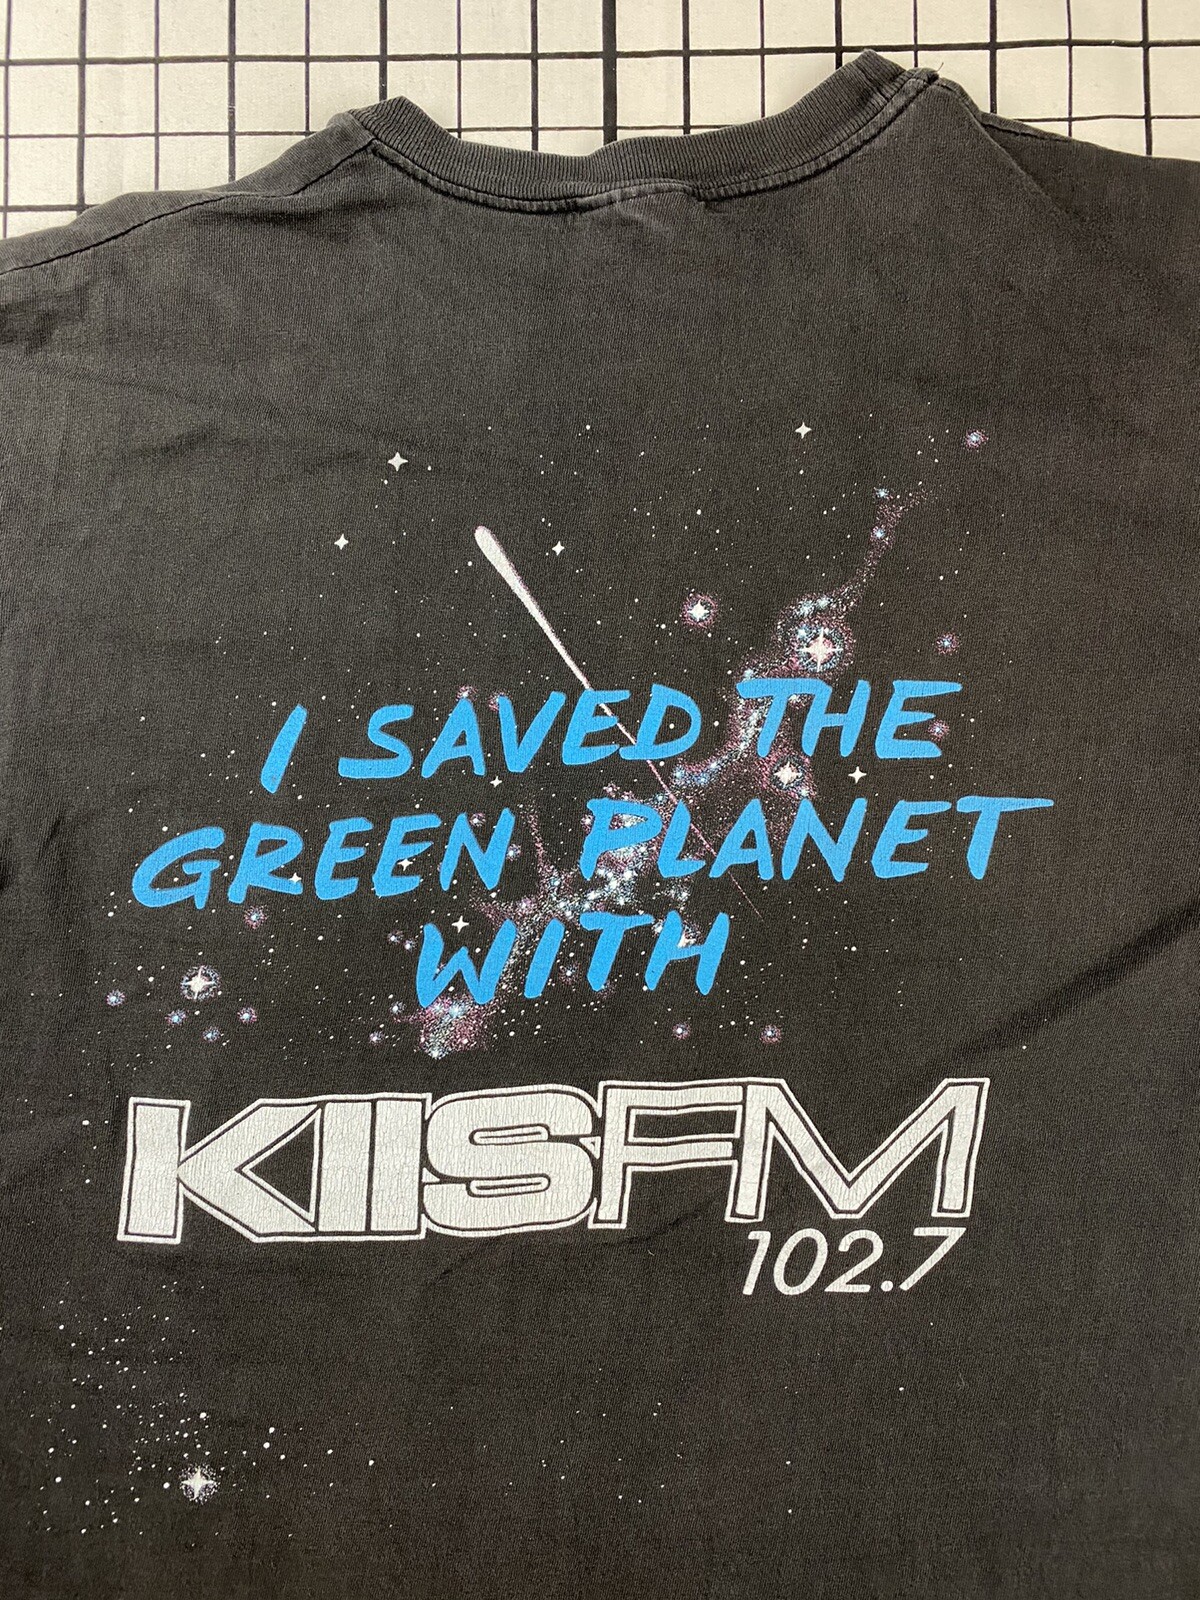 I SAVED THE
GREEN PLANET
WITH
KIISFM
102.7